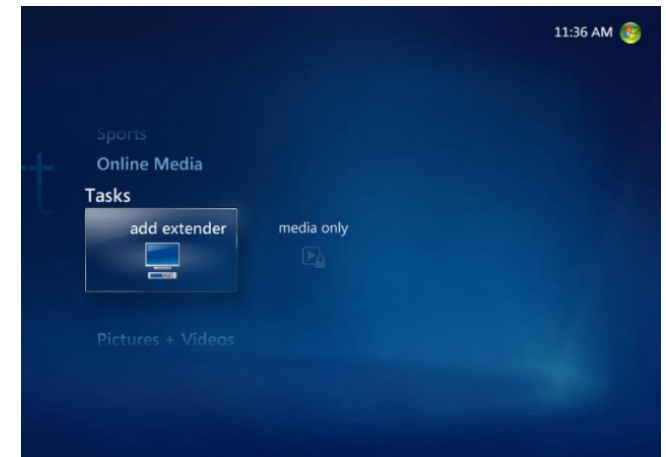 11:36 AM
Sports
Online Media
Tasks
add extender
media only
Pictures + Videos